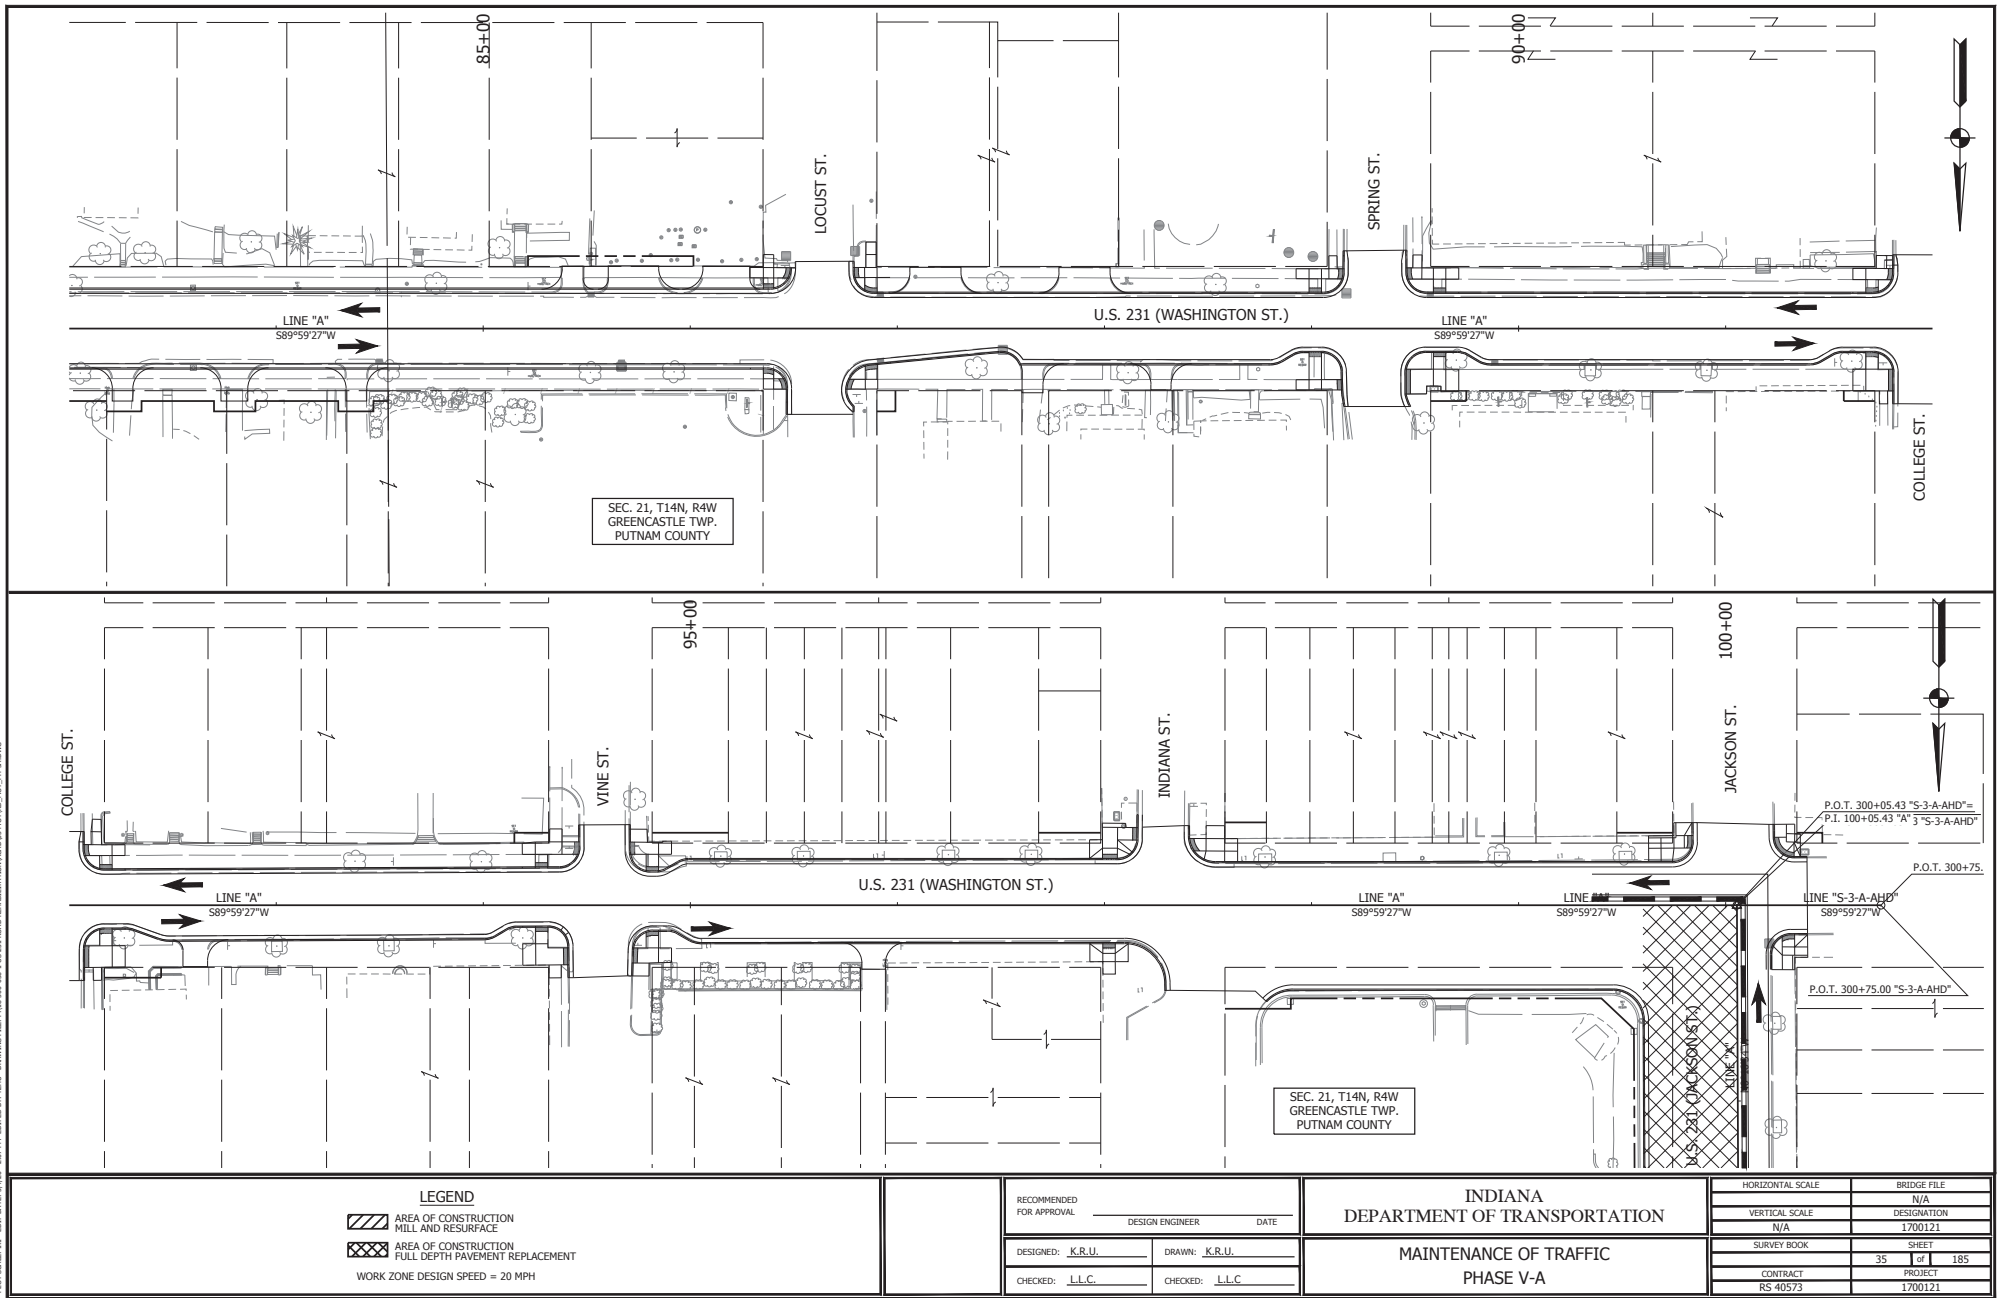 85+00
90+00
LOCUST ST.
SPRING ST.
U.S. 231 (WASHINGTON ST.)
LINE "A"
S89°59'27"W
LINE "A"
S89°59'27"W
COLLEGE ST.
SEC. 21, T14N, R4W
GREENCASTLE TWP.
PUTNAM COUNTY
95+00
100+00
COLLEGE ST.
VINE ST.
INDIANA ST.
JACKSON ST.
P.O.T. 300+05.43 "S-3-A-AHD"=
P.I. 100+05.43 "A" 3 "S-3-A-AHD"
P.O.T. 300+75.
U.S. 231 (WASHINGTON ST.)
LINE "A"
S89°59'27"W
LINE "A"
S89°59'27"W
LINE "A"
S89°59'27"W
LINE "S-3-A-AHD"
S89°59'27"W
P.O.T. 300+75.00 "S-3-A-AHD"
U.S. 231 (JACKSON ST.)
LINE "A"
SEC. 21, T14N, R4W
GREENCASTLE TWP.
PUTNAM COUNTY
LEGEND
AREA OF CONSTRUCTION
MILL AND RESURFACE
AREA OF CONSTRUCTION
FULL DEPTH PAVEMENT REPLACEMENT
WORK ZONE DESIGN SPEED = 20 MPH
RECOMMENDED
FOR APPROVAL
DESIGN ENGINEER DATE
DESIGNED: K.R.U. DRAWN: K.R.U.
CHECKED: L.L.C. CHECKED: L.L.C
INDIANA
DEPARTMENT OF TRANSPORTATION
MAINTENANCE OF TRAFFIC
PHASE V-A
HORIZONTAL SCALE BRIDGE FILE
N/A
VERTICAL SCALE DESIGNATION
N/A 1700121
SURVEY BOOK SHEET
35 of 185
CONTRACT PROJECT
RS 40573 1700121